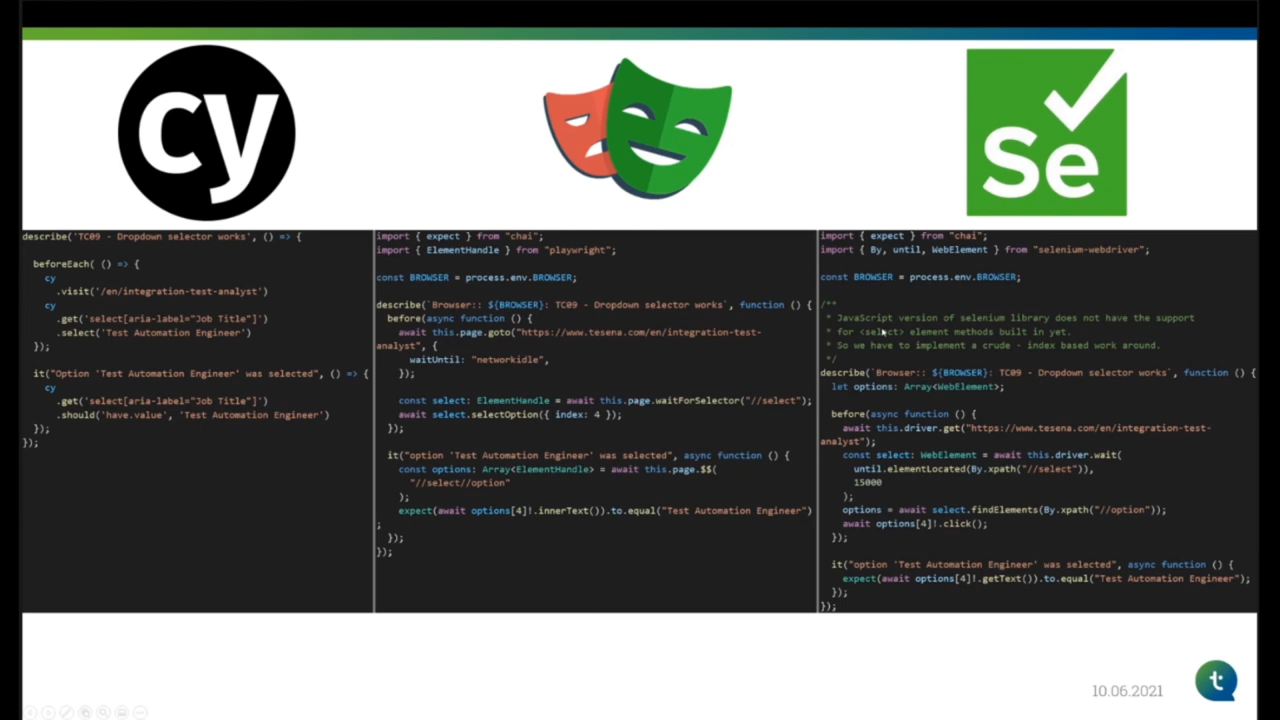 cy
Se
describe('TC09 - Dropdown selector works', () => {
beforeEach( () => {
cy
.visit('/en/integration-test-analyst')
cy
.get('select[aria-label="Job Title"]')
.select('Test Automation Engineer')
});
it("Option 'Test Automation Engineer' was selected", () => {
cy
.get('select[aria-label="Job Title"]')
.should('have.value', 'Test Automation Engineer')
});
});
import { expect } from "chai";
import { ElementHandle } from "playwright";
const BROWSER = process.env.BROWSER;
describe(`Browser:: ${BROWSER}: TC09 - Dropdown selector works`, function () {
before(async function () {
await this.page.goto("https://www.tesena.com/en/integration-test-
analyst", {
waitUntil: "networkidle",
});
const select: ElementHandle = await this.page.waitForSelector("//select");
await select.selectOption({ index: 4 });
});
it("option 'Test Automation Engineer' was selected", async function () {
const options: Array<ElementHandle> = await this.page.$$(
"//select//option"
);
expect(await options[4]!.innerText()).to.equal("Test Automation Engineer")
;
});
});
import { expect } from "chai";
import { By, until, WebElement } from "selenium-webdriver";
const BROWSER = process.env.BROWSER;
/**
* JavaScript version of selenium library does not have the support
* for <select> element methods built in yet.
* So we have to implement a crude - index based work around.
*/
describe(`Browser:: ${BROWSER}: TC09 - Dropdown selector works`, function () {
let options: Array<WebElement>;
before(async function () {
await this.driver.get("https://www.tesena.com/en/integration-test-
analyst");
const select: WebElement = await this.driver.wait(
until.elementLocated(By.xpath("//select")),
15000
);
options = await select.findElements(By.xpath("//option"));
await options[4]!.click();
});
it("option 'Test Automation Engineer' was selected", async function () {
expect(await options[4]!.getText()).to.equal("Test Automation Engineer");
});
});
10.06.2021
t